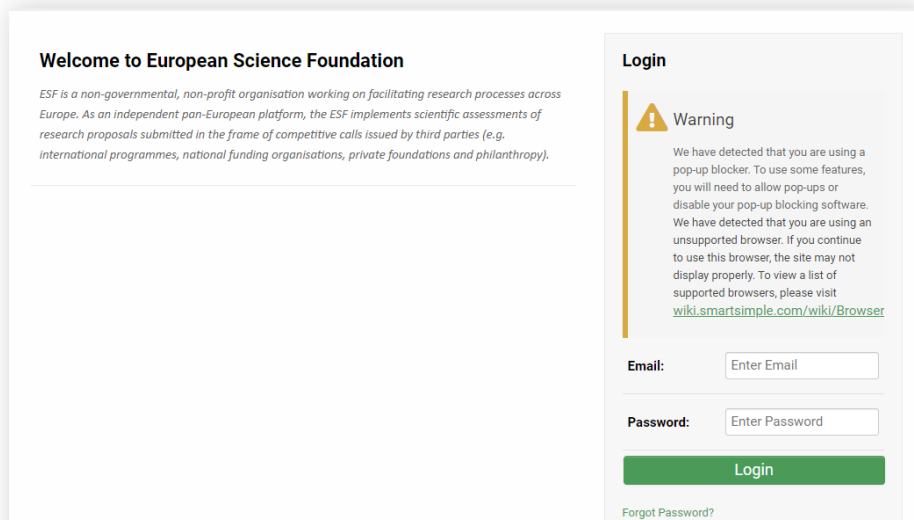 Welcome to European Science Foundation
ESF is a non-governmental, non-profit organisation working on facilitating research processes across
Europe. As an independent pan-European platform, the ESF implements scientific assessments of
research proposals submitted in the frame of competitive calls issued by third parties (e.g.
international programmes, national funding organisations, private foundations and philanthropy).
Login
Warning
We have detected that you are using a
pop-up blocker. To use some features,
you will need to allow pop-ups or
disable your pop-up blocking software.
We have detected that you are using an
unsupported browser. If you continue
to use this browser, the site may not
display properly. To view a list of
supported browsers, please visit
wiki.smartsimple.com/wiki/Browser
Email:
Enter Email
Password:
Enter Password
Login
Forgot Password?